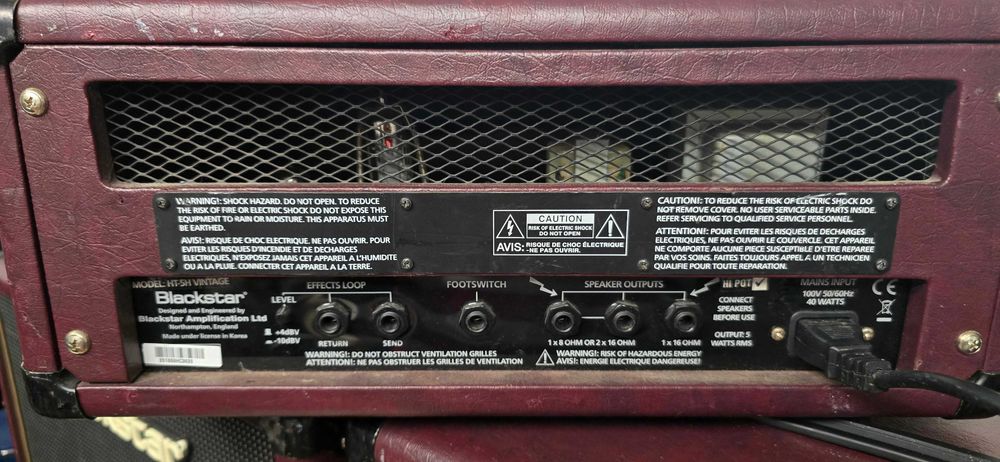 WARNING!: SHOCK HAZARD. DO NOT OPEN. TO REDUCE
THE RISK OF FIRE OR ELECTRIC SHOCK DO NOT EXPOSE THIS
EQUIPMENT TO RAIN OR MOISTURE. THIS APPARATUS MUST
BE EARTHED.
AVIS: RISQUE DE CHOC ELECTRIQUE. NE PAS OUVRIR. POUR
EVITER LES RISQUES D'INCENDIE ET DE DECHARGES
ELECTRIQUES, N'EXPOSEZ JAMAIS CET APPAREIL A L'HUMIDITE
OU A LA PLUIE. CONNECTER CET APPAREIL A LA TERRE.
CAUTION
RISK OF ELECTRIC SHOCK
DO NOT OPEN
AVIS: RISQUE DE CHOC ÉLECTRIQUE
-NE PAS OUVRIR.
CAUTION!: TO REDUCE THE RISK OF ELECTRIC SHOCK DO
NOT REMOVE COVER. NO USER SERVICEABLE PARTS INSIDE.
REFER SERVICING TO QUALIFIED SERVICE PERSONNEL.
ATTENTION!: POUR EVITER LES RISQUES DE DECHARGES
ELECTRIQUES, NE PAS OUVRIR LE COUVERCLE. CET APPAREIL
NE COMPORTE AUCUNE PIECE SUSCEPTIBLE D'ETRE REPAREE
PAR VOS SOINS. FAITES TOUJOURS APPEL A UN TECHNICIEN
QUALIFIE POUR TOUTE REPARATION.
MODEL: HT-5H VINTAGE
Blackstar
Designed and Engineered by
Blackstar Amplification Ltd
Northampton, England
Made under license in Korea
EFFECTS LOOP
LEVEL
+4dBV
-10dBV
RETURN
SEND
FOOTSWITCH
SPEAKER OUTPUTS
1 x 8 OHM OR 2 x 16 OHM
1 x 16 OHM
HI POT
CONNECT
SPEAKERS
BEFORE USE
OUTPUT: 5
WATTS RMS
MAINS INPUT
100V 50/60Hz
40 WATTS
CE
WARNING!: DO NOT OBSTRUCT VENTILATION GRILLES
ATTENTION!: NE PAS OBSTRUER LES GRILLES DE VENTILATION
WARNING!: RISK OF HAZARDOUS ENERGY
AVIS!: ENERGIE ELECTRIQUE DANGEREUSE!